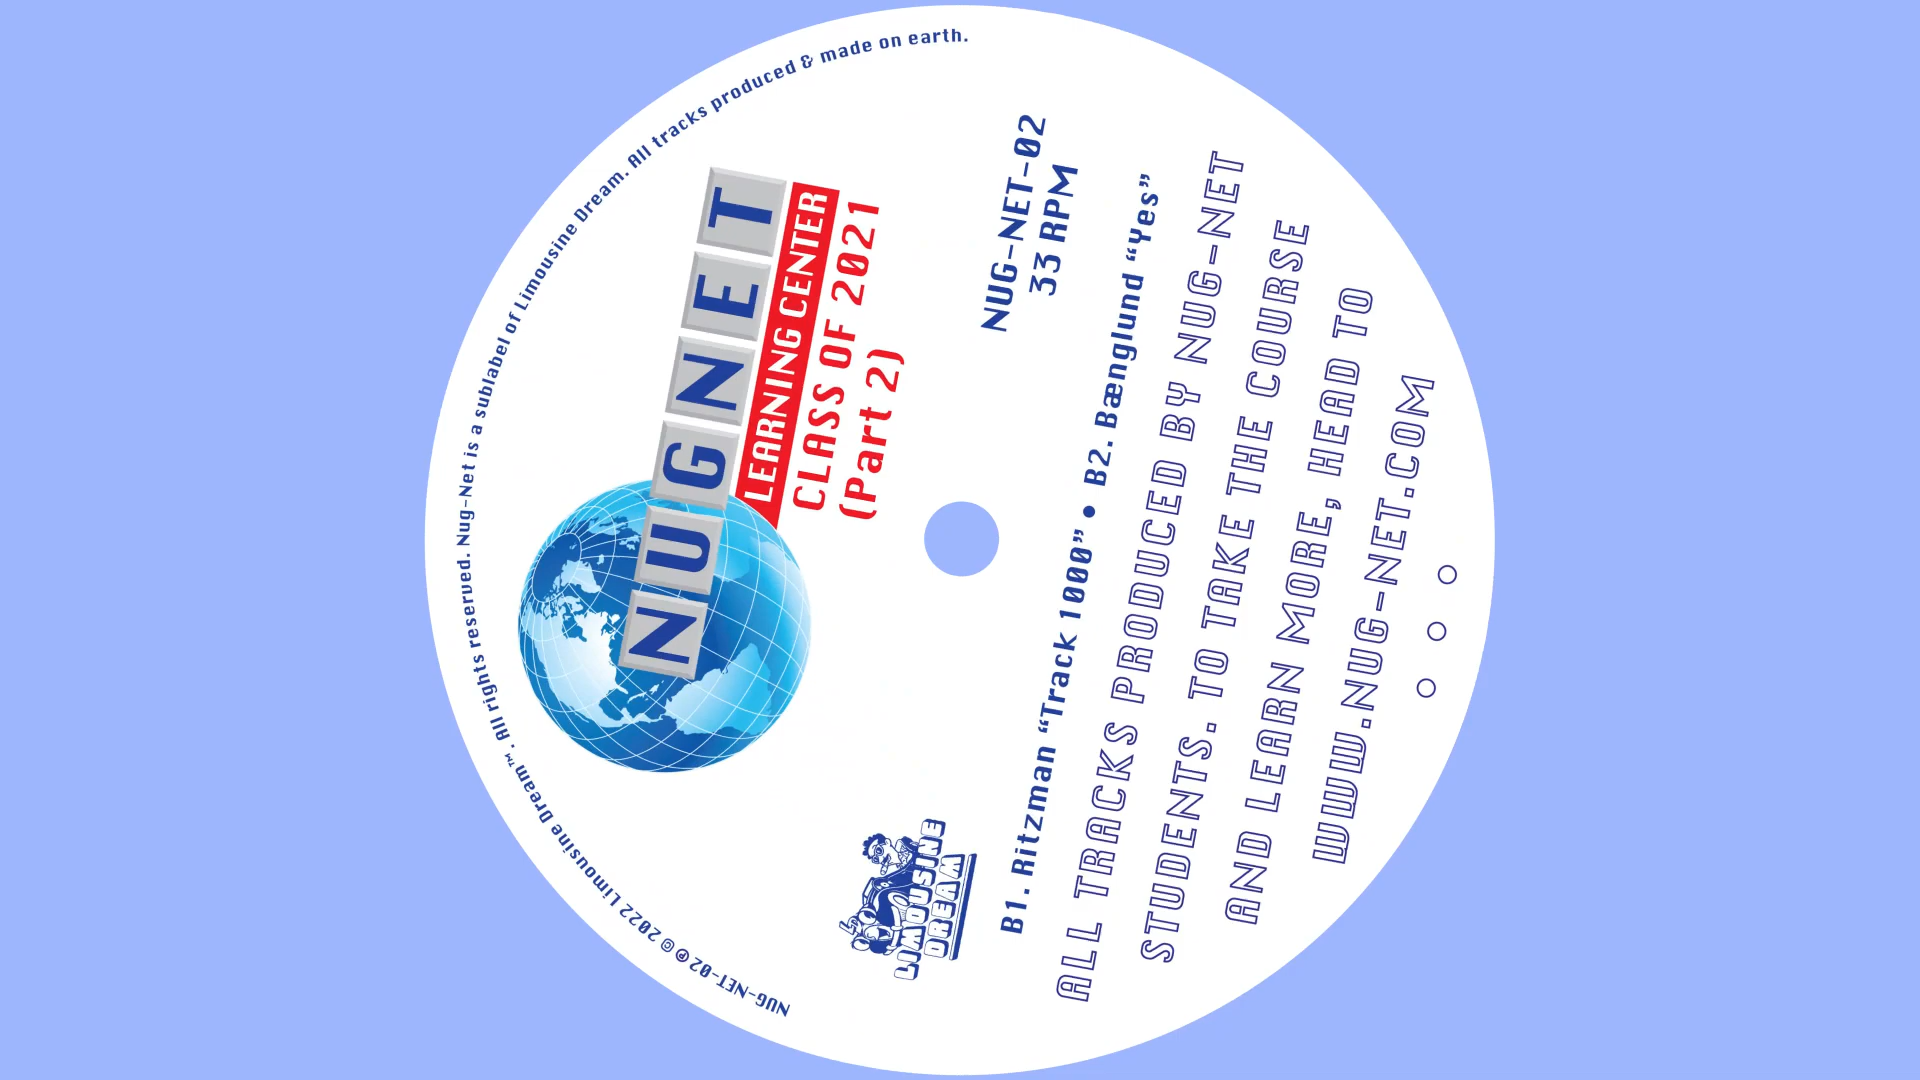 NUGNET
LEARNING CENTER
CLASS OF 2021
(Part 2)
NUG-NET-02
33 RPM
LIMOUSINE
DREAM
B1. Ritzman “Track 1000” • B2. Bænglund “Yes”
ALL TRACKS PRODUCED BY NUG-NET
STUDENTS. TO TAKE THE COURSE
AND LEARN MORE, HEAD TO
WWW.NUG-NET.COM
NUG-NET-02 ℗ © 2022 Limousine Dream™. All rights reserved. Nug-Net is a sublabel of Limousine Dream. All tracks produced & made on earth.